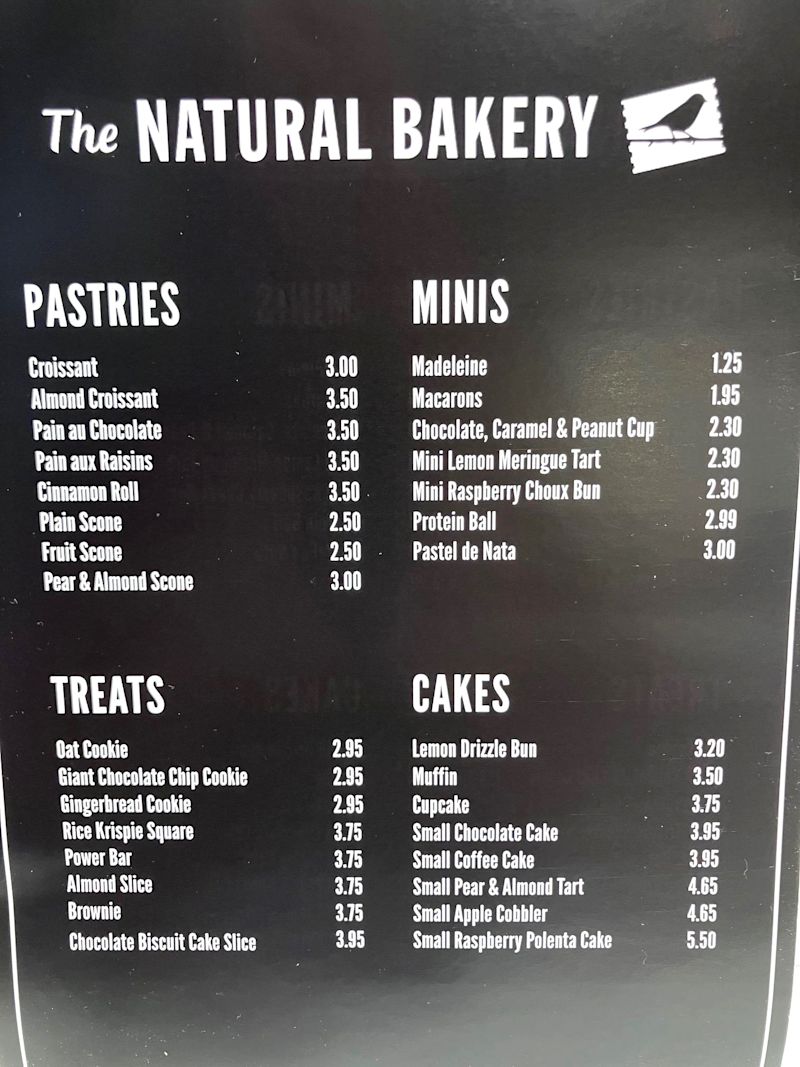 The NATURAL BAKERY
PASTRIES
Croissant 3.00
Almond Croissant 3.50
Pain au Chocolate 3.50
Pain aux Raisins 3.50
Cinnamon Roll 3.50
Plain Scone 2.50
Fruit Scone 2.50
Pear & Almond Scone 3.00
MINIS
Madeleine 1.25
Macarons 1.95
Chocolate, Caramel & Peanut Cup 2.30
Mini Lemon Meringue Tart 2.30
Mini Raspberry Choux Bun 2.30
Protein Ball 2.99
Pastel de Nata 3.00
TREATS
Oat Cookie 2.95
Giant Chocolate Chip Cookie 2.95
Gingerbread Cookie 2.95
Rice Krispie Square 3.75
Power Bar 3.75
Almond Slice 3.75
Brownie 3.75
Chocolate Biscuit Cake Slice 3.95
CAKES
Lemon Drizzle Bun 3.20
Muffin 3.50
Cupcake 3.75
Small Chocolate Cake 3.95
Small Coffee Cake 3.95
Small Pear & Almond Tart 4.65
Small Apple Cobbler 4.65
Small Raspberry Polenta Cake 5.50